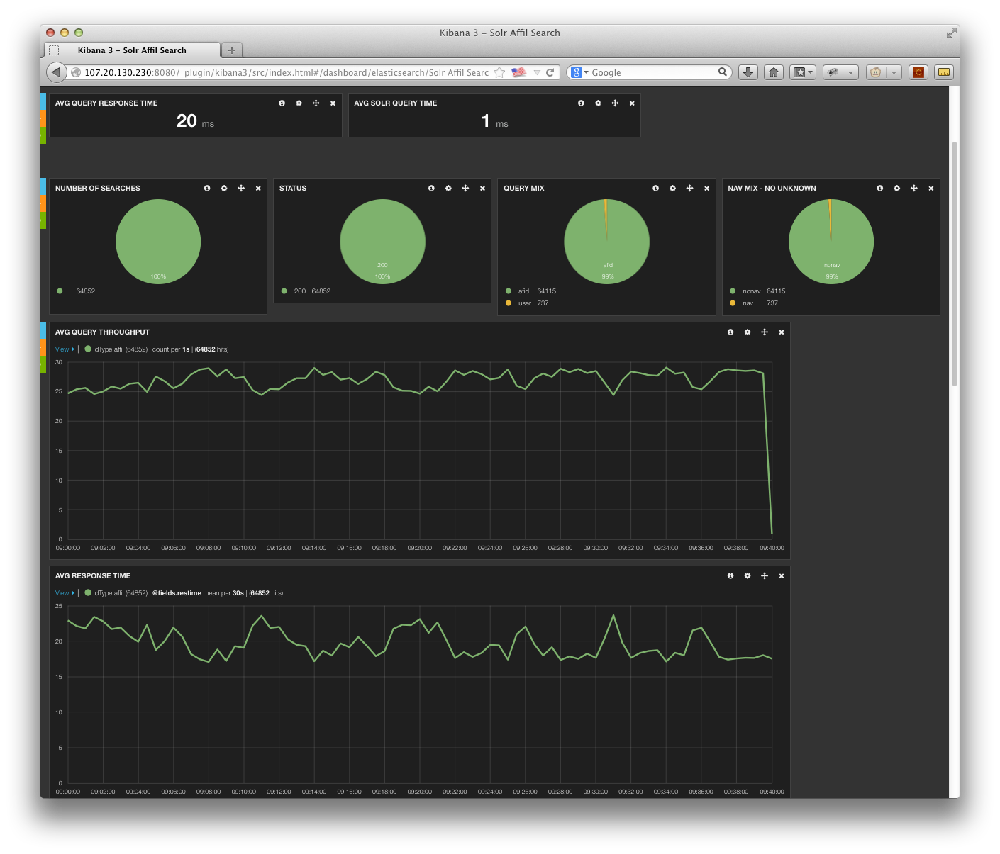 Kibana 3 – Solr Affil Search
Kibana 3 – Solr Affil Search
107.20.130.230:8080/_plugin/kibana3/src/index.html#/dashboard/elasticsearch/Solr Affil Searc
Google
AVG QUERY RESPONSE TIME
20 ms
AVG SOLR QUERY TIME
1 ms
NUMBER OF SEARCHES
100%
64852
STATUS
200
100%
200 64852
QUERY MIX
afid
99%
afid 64115
user 737
NAV MIX - NO UNKNOWN
nonav
99%
nonav 64115
nav 737
AVG QUERY THROUGHPUT
View | dType:affil (64852) count per 1s | (64852 hits)
30
25
20
15
10
5
0
09:00:00 09:02:00 09:04:00 09:06:00 09:08:00 09:10:00 09:12:00 09:14:00 09:16:00 09:18:00 09:20:00 09:22:00 09:24:00 09:26:00 09:28:00 09:30:00 09:32:00 09:34:00 09:36:00 09:38:00 09:40:00
AVG RESPONSE TIME
View | dType:affil (64852) @fields.restime mean per 30s | (64852 hits)
25
20
15
10
5
0
09:00:00 09:02:00 09:04:00 09:06:00 09:08:00 09:10:00 09:12:00 09:14:00 09:16:00 09:18:00 09:20:00 09:22:00 09:24:00 09:26:00 09:28:00 09:30:00 09:32:00 09:34:00 09:36:00 09:38:00 09:40:00